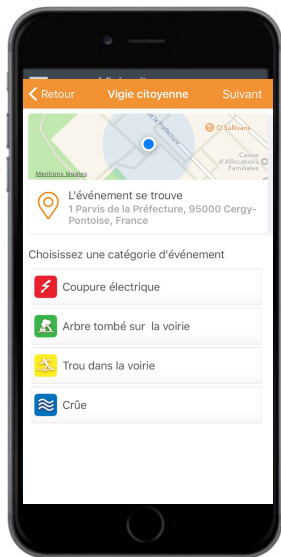 Retour Vigie citoyenne Suivant
O Sullivans
Caisse
d'Allocations
Familiales
Mentions légales
L'événement se trouve
1 Parvis de la Préfecture, 95000 Cergy-
Pontoise, France
Choisissez une catégorie d'événement
Coupure électrique
Arbre tombé sur la voirie
Trou dans la voirie
Crûe